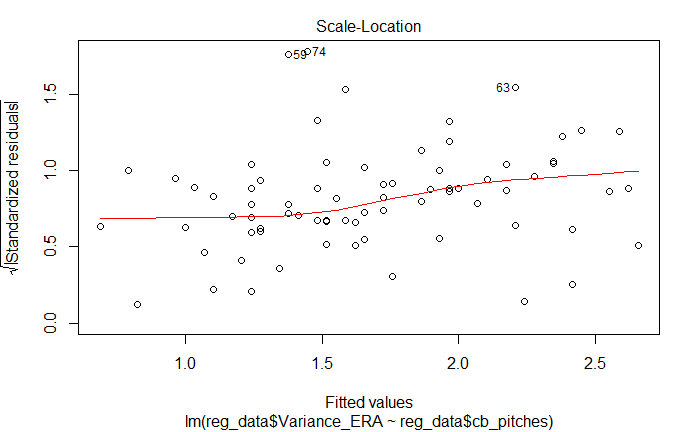 Scale-Location
59 74
63
√|Standardized residuals|
0.0 0.5 1.0 1.5
1.0 1.5 2.0 2.5
Fitted values
lm(reg_data$Variance_ERA ~ reg_data$cb_pitches)